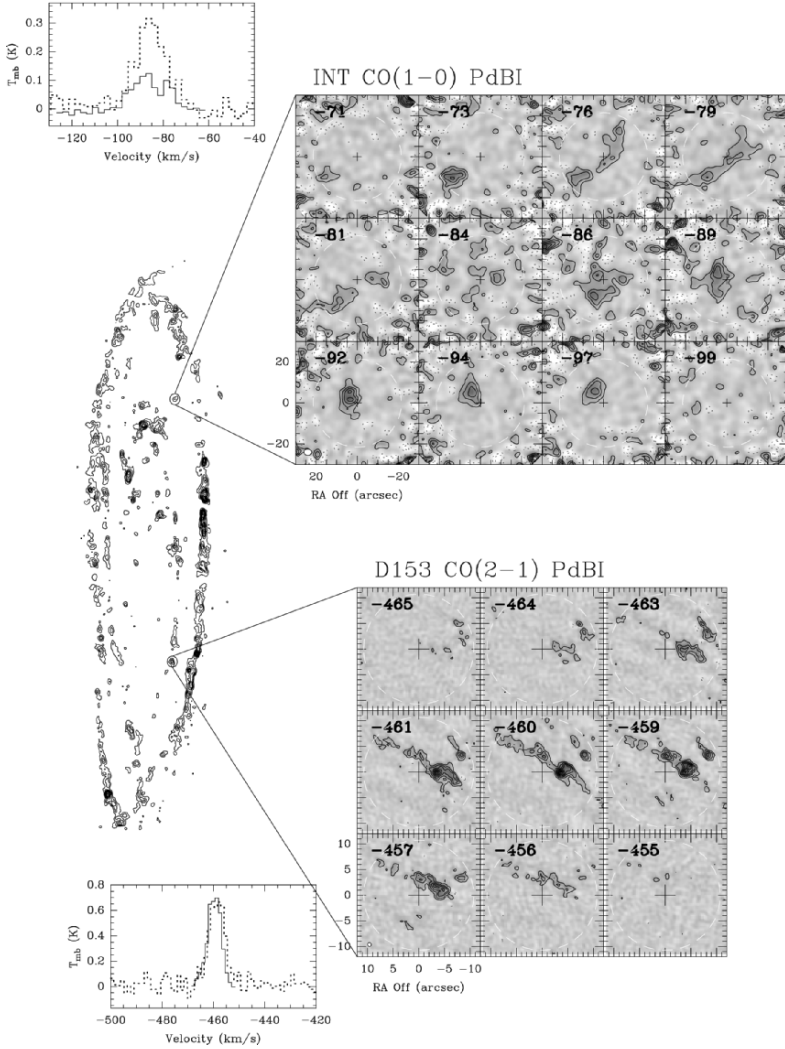 0.3
0.2
0.1
0
T_mb (K)
−120 −100 −80 −60 −40
Velocity (km/s)
INT CO(1−0) PdBI
−71 −73 −76 −79
−81 −84 −86 −89
−92 −94 −97 −99
20
0
−20
20 0 −20
RA Off (arcsec)
D153 CO(2−1) PdBI
−465 −464 −463
−461 −460 −459
−457 −456 −455
10
5
0
−5
−10
10 5 0 −5 −10
RA Off (arcsec)
0.8
0.6
0.4
0.2
0
T_mb (K)
−500 −480 −460 −440 −420
Velocity (km/s)